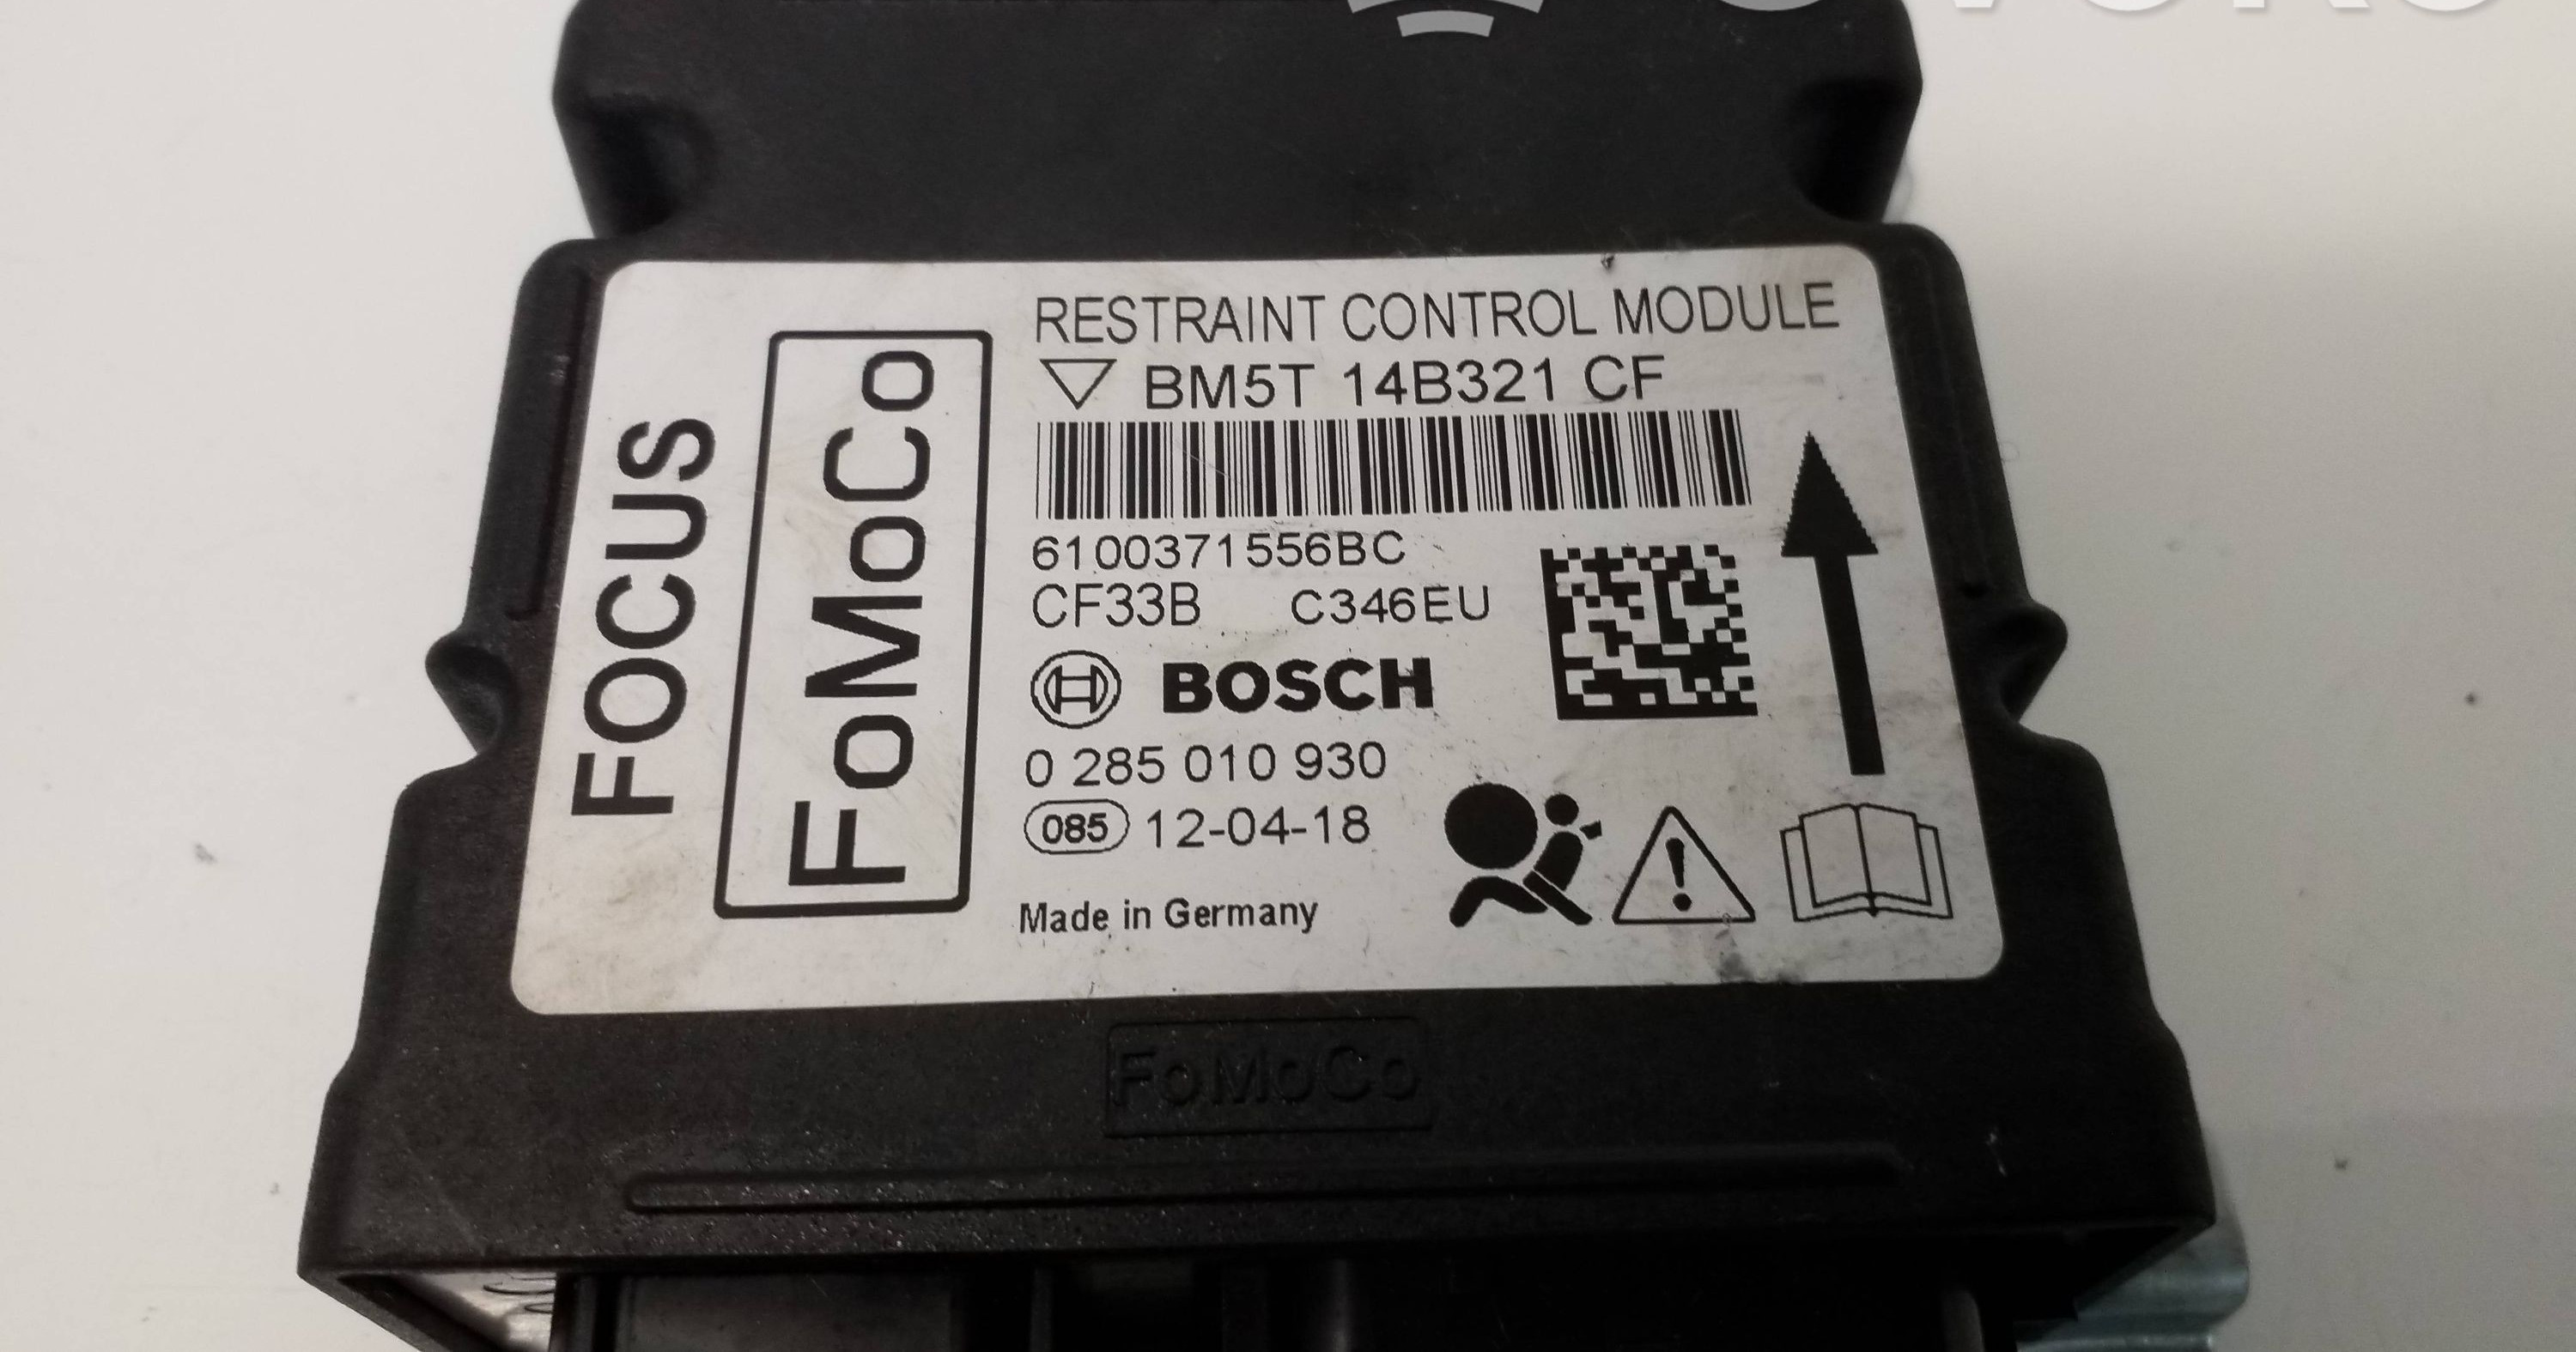 RESTRAINT CONTROL MODULE
BM5T 14B321 CF
6100371556BC
CF33B C346EU
BOSCH
0 285 010 930
085 12-04-18
Made in Germany
FOCUS
FoMoCo
FoMoCo